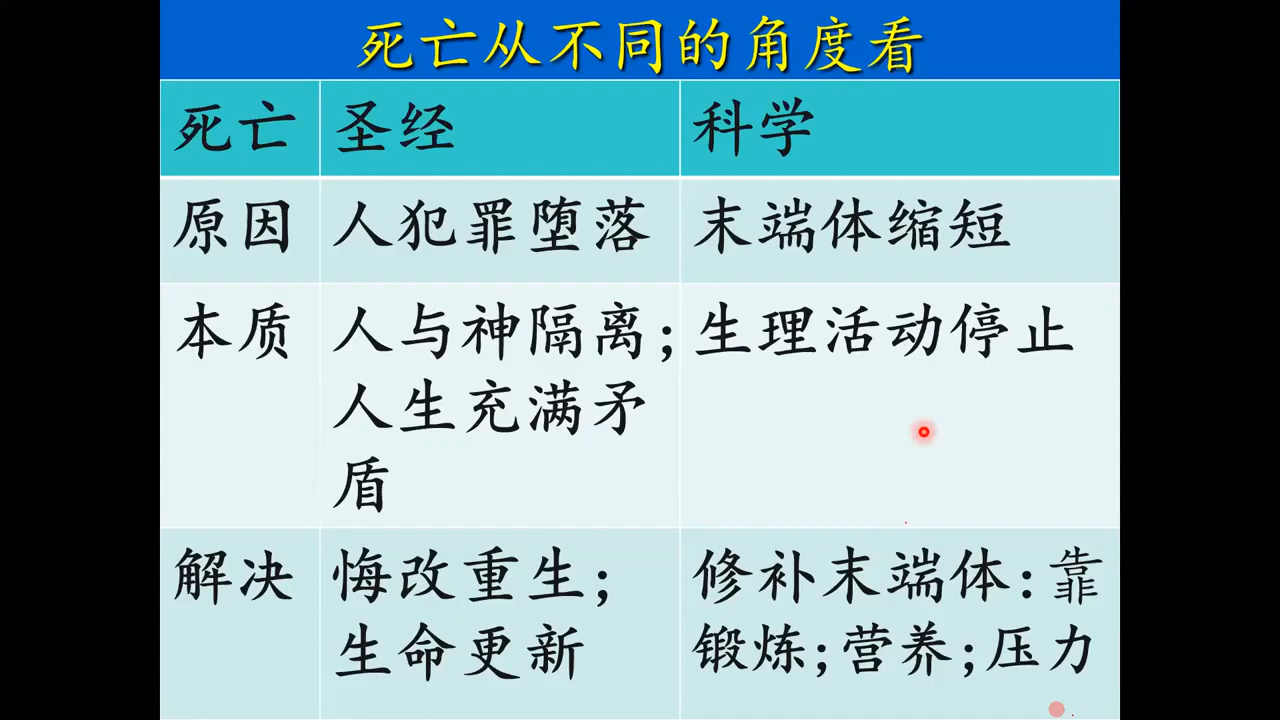 死亡从不同的角度看
死亡 圣经 科学
原因 人犯罪堕落 末端体缩短
本质 人与神隔离; 生理活动停止
人生充满矛
盾
解决 悔改重生; 修补末端体:靠
生命更新 锻炼;营养;压力